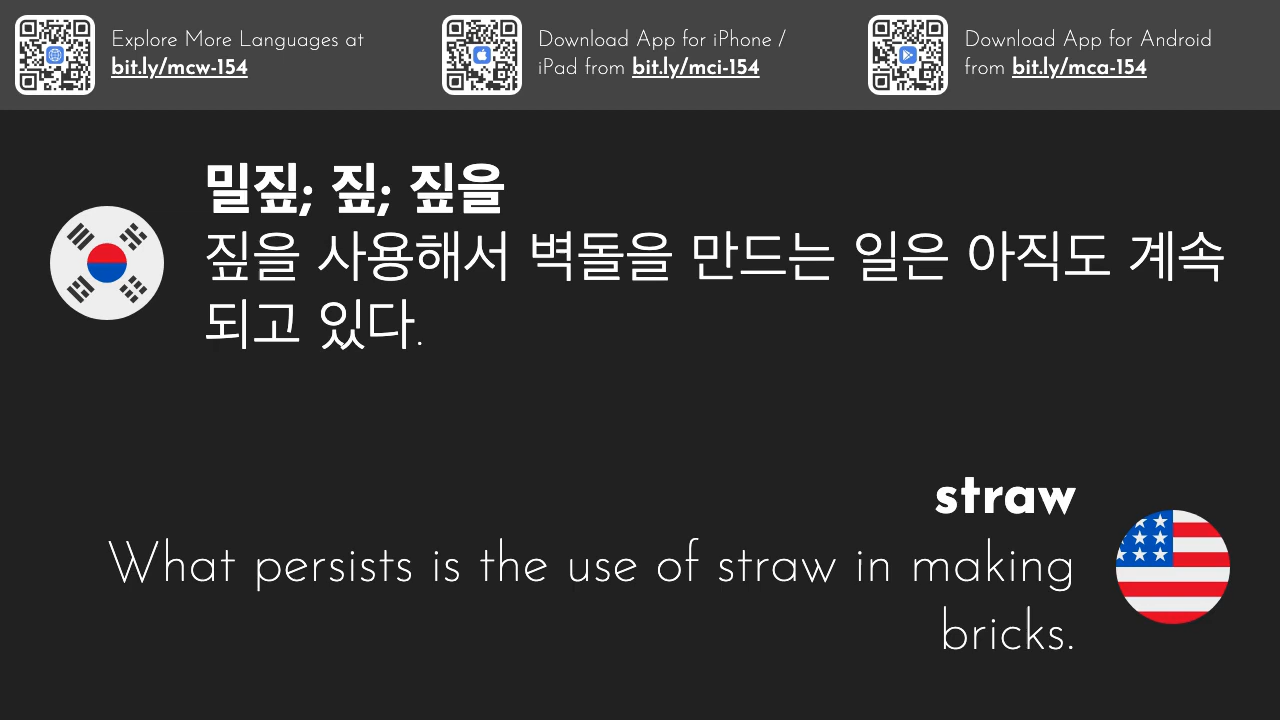 Explore More Languages at
bit.ly/mcw-154
Download App for iPhone /
iPad from bit.ly/mci-154
Download App for Android
from bit.ly/mca-154
밀짚; 짚; 짚을
짚을 사용해서 벽돌을 만드는 일은 아직도 계속
되고 있다.
straw
What persists is the use of straw in making
bricks.